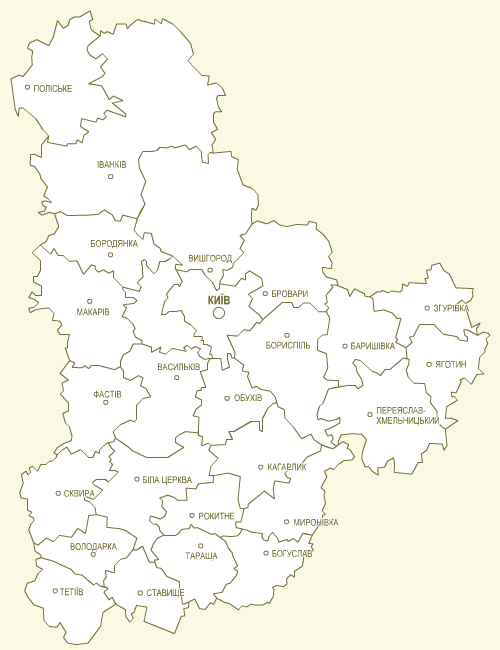 ПОЛІСЬКЕ
ІВАНКІВ
БОРОДЯНКА
ВИШГОРОД
КИЇВ
БРОВАРИ
ЗГУРІВКА
МАКАРІВ
БОРИСПІЛЬ
БАРИШІВКА
ЯГОТИН
ВАСИЛЬКІВ
ФАСТІВ
ОБУХІВ
ПЕРЕЯСЛАВ-
ХМЕЛЬНИЦЬКИЙ
КАГАРЛИК
БІЛА ЦЕРКВА
СКВИРА
РОКИТНЕ
МИРОНІВКА
ВОЛОДАРКА
ТАРАЩА
БОГУСЛАВ
ТЕТІЇВ
СТАВИЩЕ